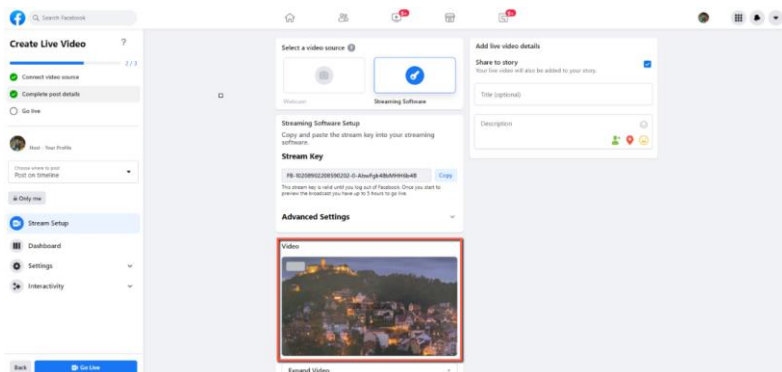 Search Facebook
9+
9+
Create Live Video
?
2 / 3
Connect video source
Complete post details
Go live
Host · Your Profile
Choose where to post
Post on timeline
Only me
Stream Setup
Dashboard
Settings
Interactivity
Back
Go Live
Select a video source
Webcam
Streaming Software
Streaming Software Setup
Copy and paste the stream key into your streaming
software.
Stream Key
Copy
This stream key is valid until you log out of Facebook. Once you start to
preview the broadcast you have up to 5 hours to go live.
Advanced Settings
Video
Expand Video
Add live video details
Share to story
Your live video will also be added to your story.
Title (optional)
Description